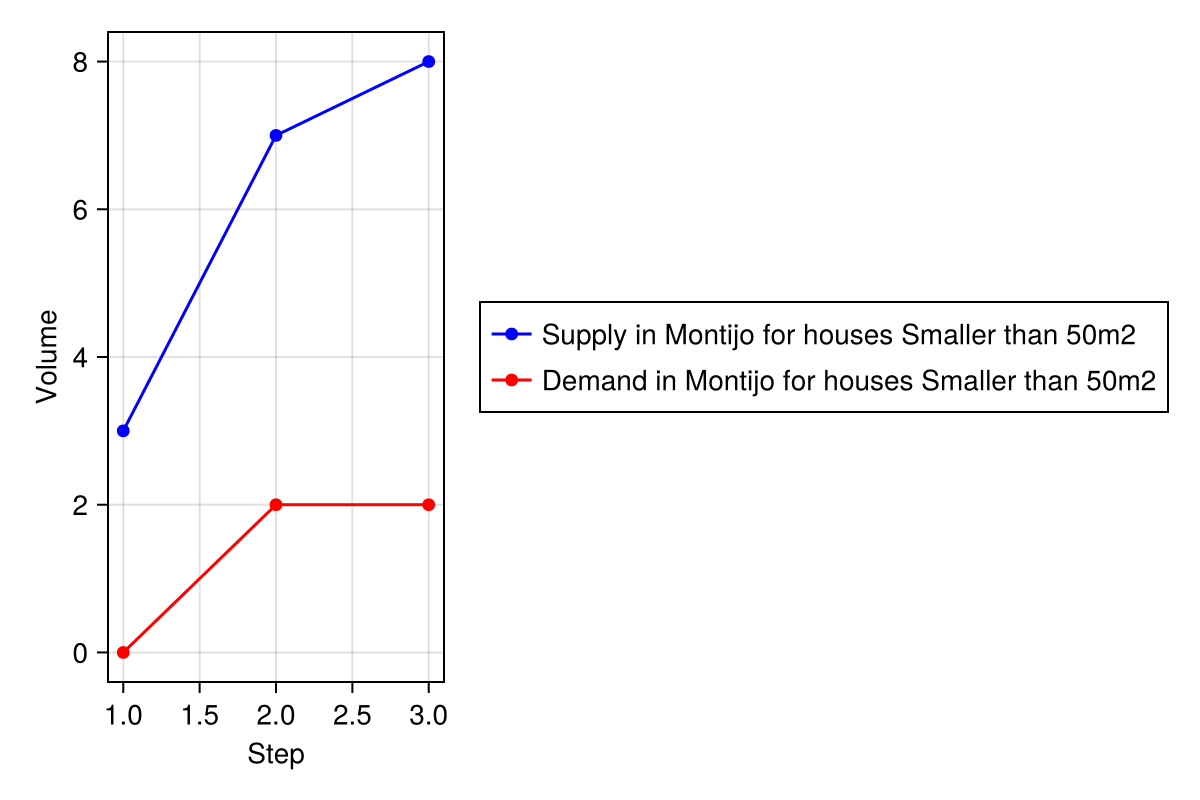 8
6
4
2
0
Volume
1.0 1.5 2.0 2.5 3.0
Step
Supply in Montijo for houses Smaller than 50m2
Demand in Montijo for houses Smaller than 50m2